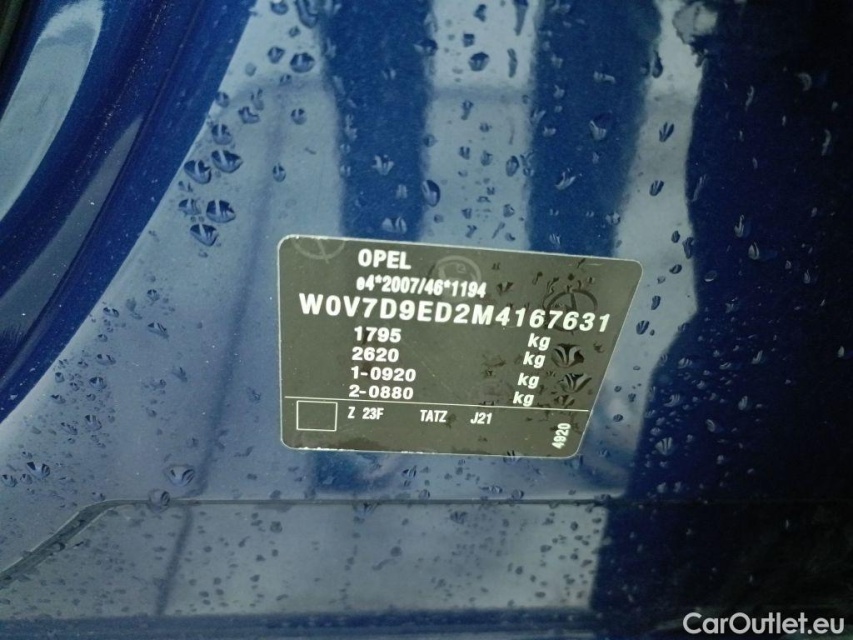 OPEL
e4*2007/46*1194
W0V7D9ED2M4167631
1795 kg
2620 kg
1-0920 kg
2-0880 kg
Z 23F TATZ J21
4920
CarOutlet.eu